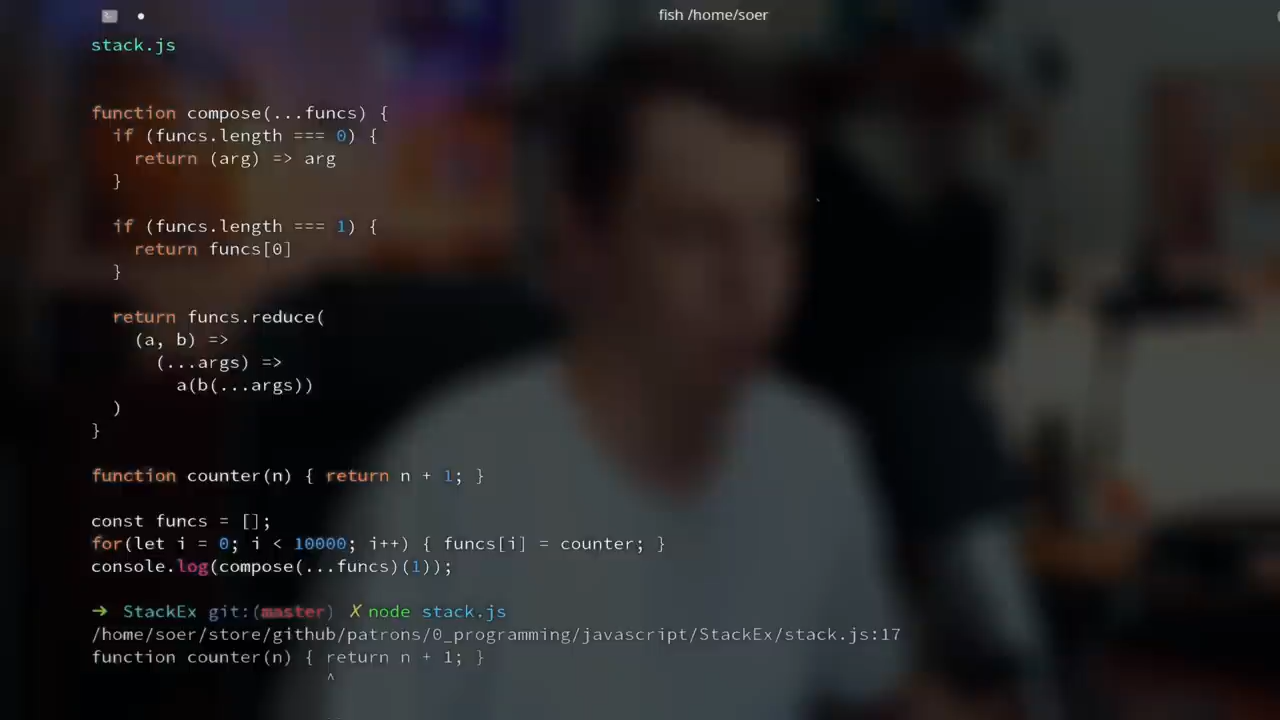 fish /home/soer
stack.js
function compose(...funcs) {
if (funcs.length === 0) {
return (arg) => arg
}
if (funcs.length === 1) {
return funcs[0]
}
return funcs.reduce(
(a, b) =>
(...args) =>
a(b(...args))
)
}
function counter(n) { return n + 1; }
const funcs = [];
for(let i = 0; i < 10000; i++) { funcs[i] = counter; }
console.log(compose(...funcs)(1));
➜ StackEx git:(master) ✗ node stack.js
/home/soer/store/github/patrons/0_programming/javascript/StackEx/stack.js:17
function counter(n) { return n + 1; }
^